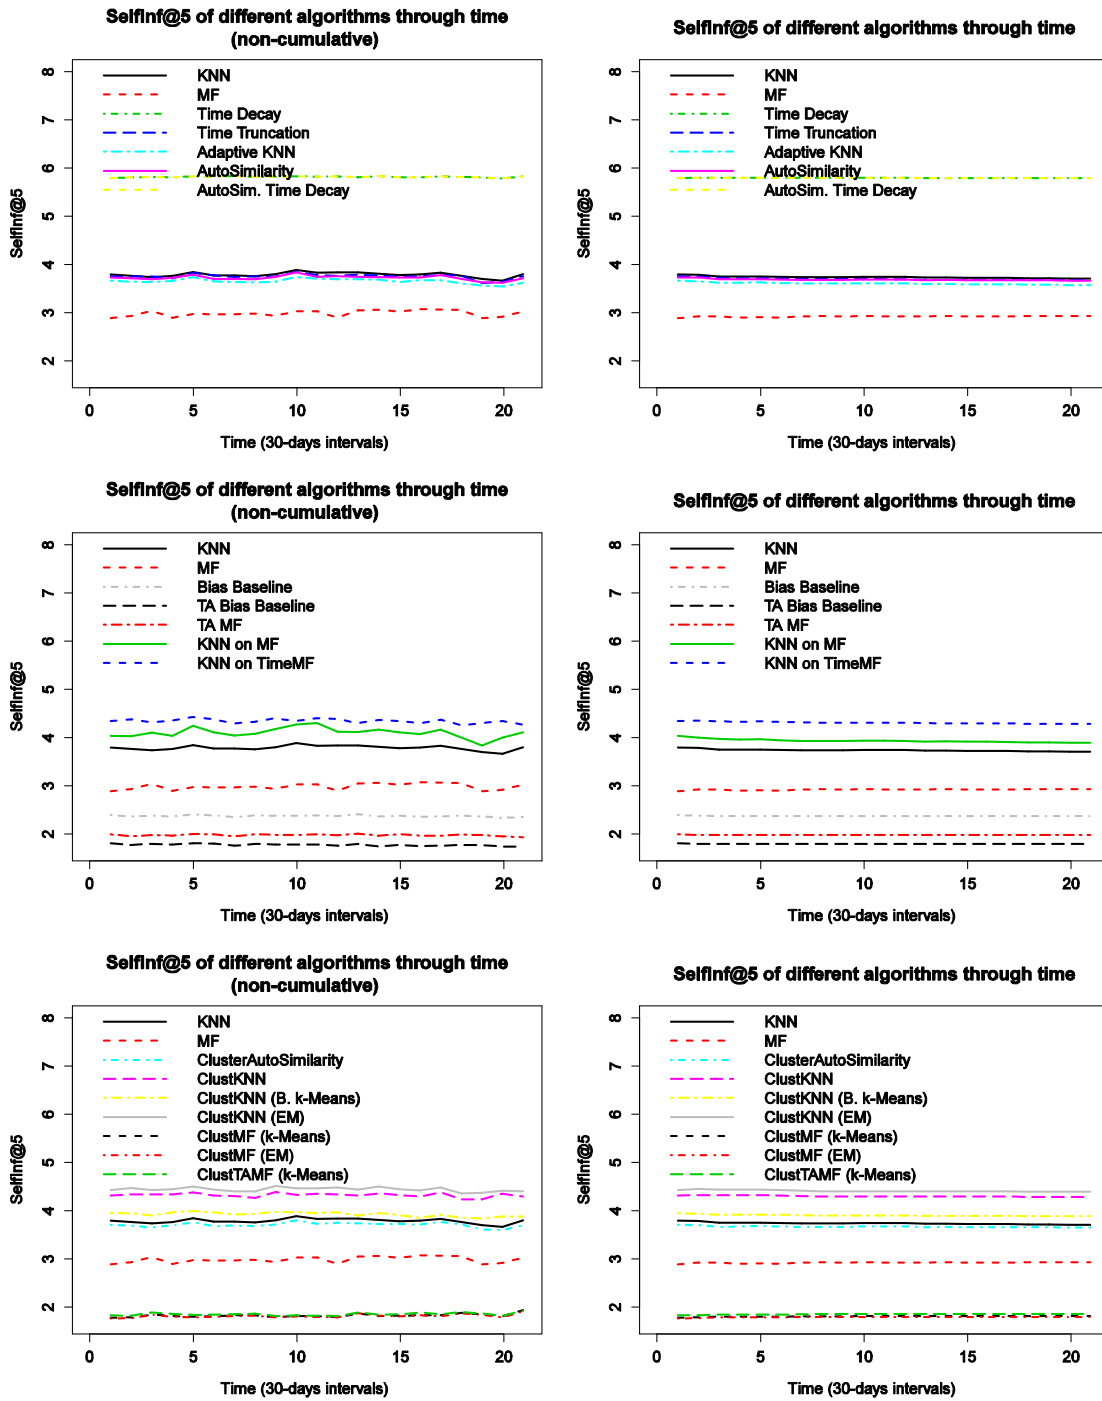 SelfInf@5 of different algorithms through time
(non-cumulative)
SelfInf@5
8
7
6
5
4
3
2
KNN
MF
Time Decay
Time Truncation
Adaptive KNN
AutoSimilarity
AutoSim. Time Decay
0 5 10 15 20
Time (30-days intervals)
SelfInf@5 of different algorithms through time
SelfInf@5
8
7
6
5
4
3
2
KNN
MF
Time Decay
Time Truncation
Adaptive KNN
AutoSimilarity
AutoSim. Time Decay
0 5 10 15 20
Time (30-days intervals)
SelfInf@5 of different algorithms through time
(non-cumulative)
SelfInf@5
8
7
6
5
4
3
2
KNN
MF
Bias Baseline
TA Bias Baseline
TA MF
KNN on MF
KNN on TimeMF
0 5 10 15 20
Time (30-days intervals)
SelfInf@5 of different algorithms through time
SelfInf@5
8
7
6
5
4
3
2
KNN
MF
Bias Baseline
TA Bias Baseline
TA MF
KNN on MF
KNN on TimeMF
0 5 10 15 20
Time (30-days intervals)
SelfInf@5 of different algorithms through time
(non-cumulative)
SelfInf@5
8
7
6
5
4
3
2
KNN
MF
ClusterAutoSimilarity
ClustKNN
ClustKNN (B. k-Means)
ClustKNN (EM)
ClustMF (k-Means)
ClustMF (EM)
ClustTAMF (k-Means)
0 5 10 15 20
Time (30-days intervals)
SelfInf@5 of different algorithms through time
SelfInf@5
8
7
6
5
4
3
2
KNN
MF
ClusterAutoSimilarity
ClustKNN
ClustKNN (B. k-Means)
ClustKNN (EM)
ClustMF (k-Means)
ClustMF (EM)
ClustTAMF (k-Means)
0 5 10 15 20
Time (30-days intervals)